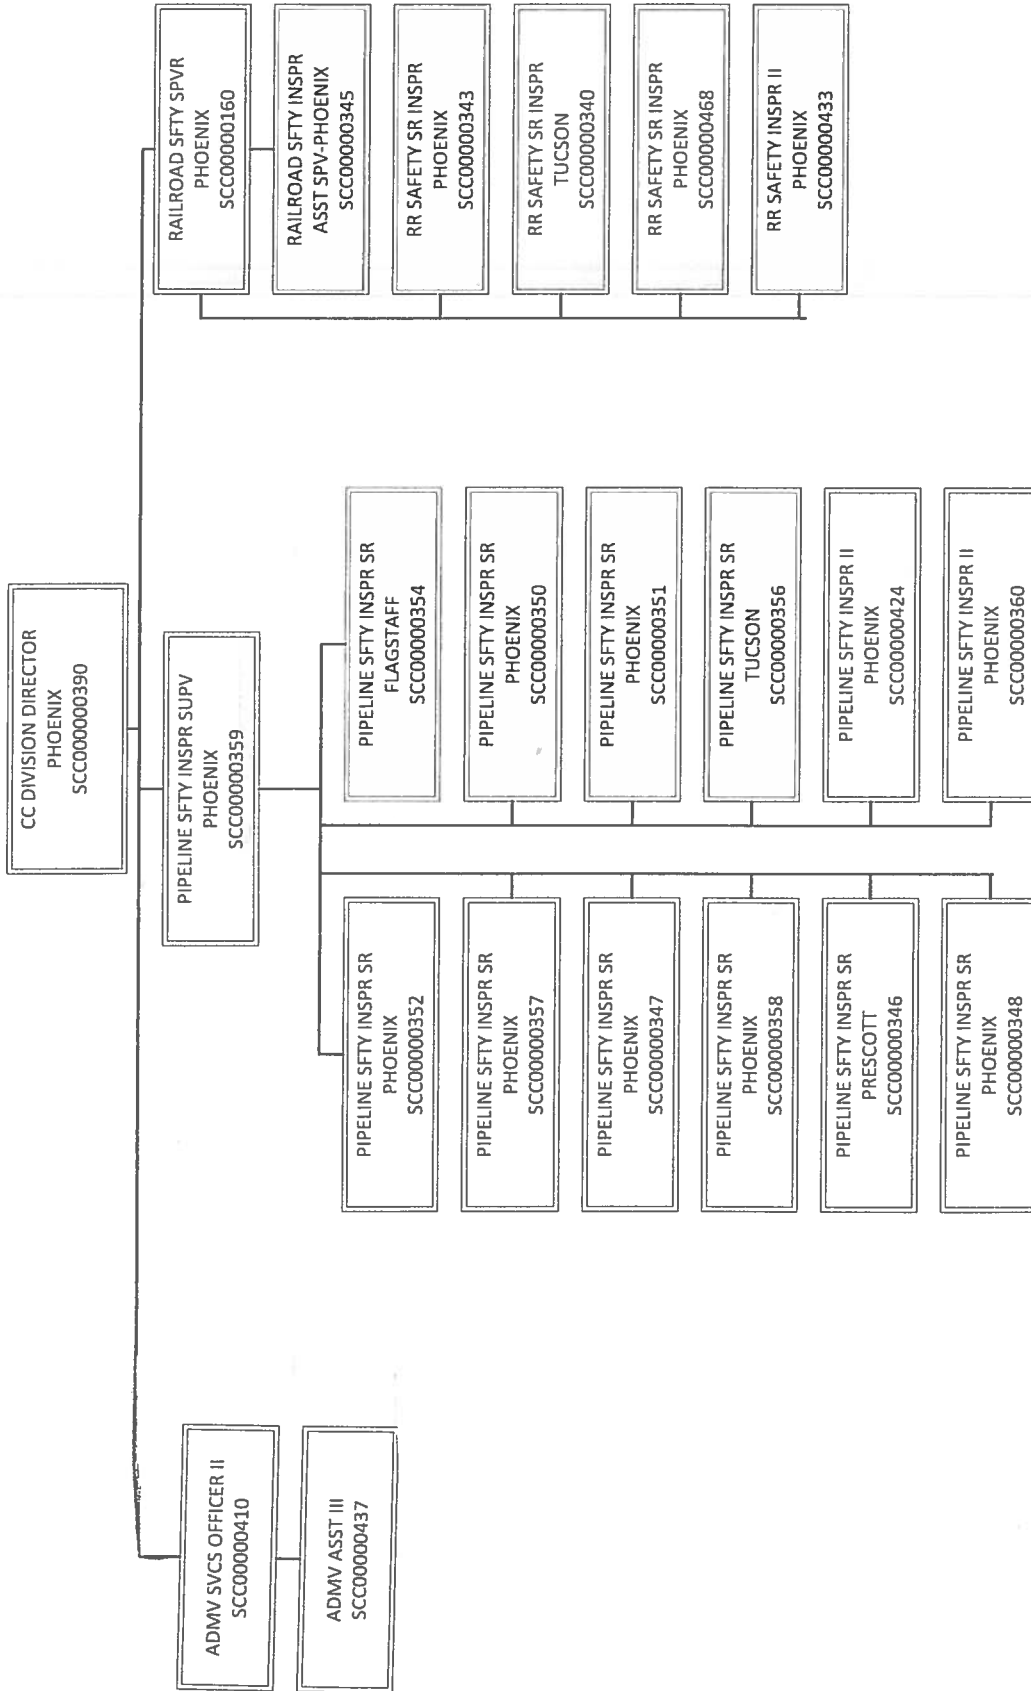 CC DIVISION DIRECTOR
PHOENIX
SCC000000390
ADMV SVCS OFFICER II
SCC00000410
ADMV ASST III
SCC00000437
PIPELINE SFTY INSPR SUPV
PHOENIX
SCC00000359
PIPELINE SFTY INSPR SR
PHOENIX
SCC00000352
PIPELINE SFTY INSPR SR
PHOENIX
SCC00000357
PIPELINE SFTY INSPR SR
PHOENIX
SCC00000347
PIPELINE SFTY INSPR SR
PHOENIX
SCC00000358
PIPELINE SFTY INSPR SR
PRESCOTT
SCC00000346
PIPELINE SFTY INSPR SR
PHOENIX
SCC00000348
PIPELINE SFTY INSPR SR
FLAGSTAFF
SCC00000354
PIPELINE SFTY INSPR SR
PHOENIX
SCC00000350
PIPELINE SFTY INSPR SR
PHOENIX
SCC00000351
PIPELINE SFTY INSPR SR
TUCSON
SCC00000356
PIPELINE SFTY INSPR II
PHOENIX
SCC00000424
PIPELINE SFTY INSPR II
PHOENIX
SCC00000360
RAILROAD SFTY SPVR
PHOENIX
SCC00000160
RAILROAD SFTY INSPR
ASST SPV-PHOENIX
SCC00000345
RR SAFETY SR INSPR
PHOENIX
SCC00000343
RR SAFETY SR INSPR
TUCSON
SCC00000340
RR SAFETY SR INSPR
PHOENIX
SCC00000468
RR SAFETY INSPR II
PHOENIX
SCC00000433